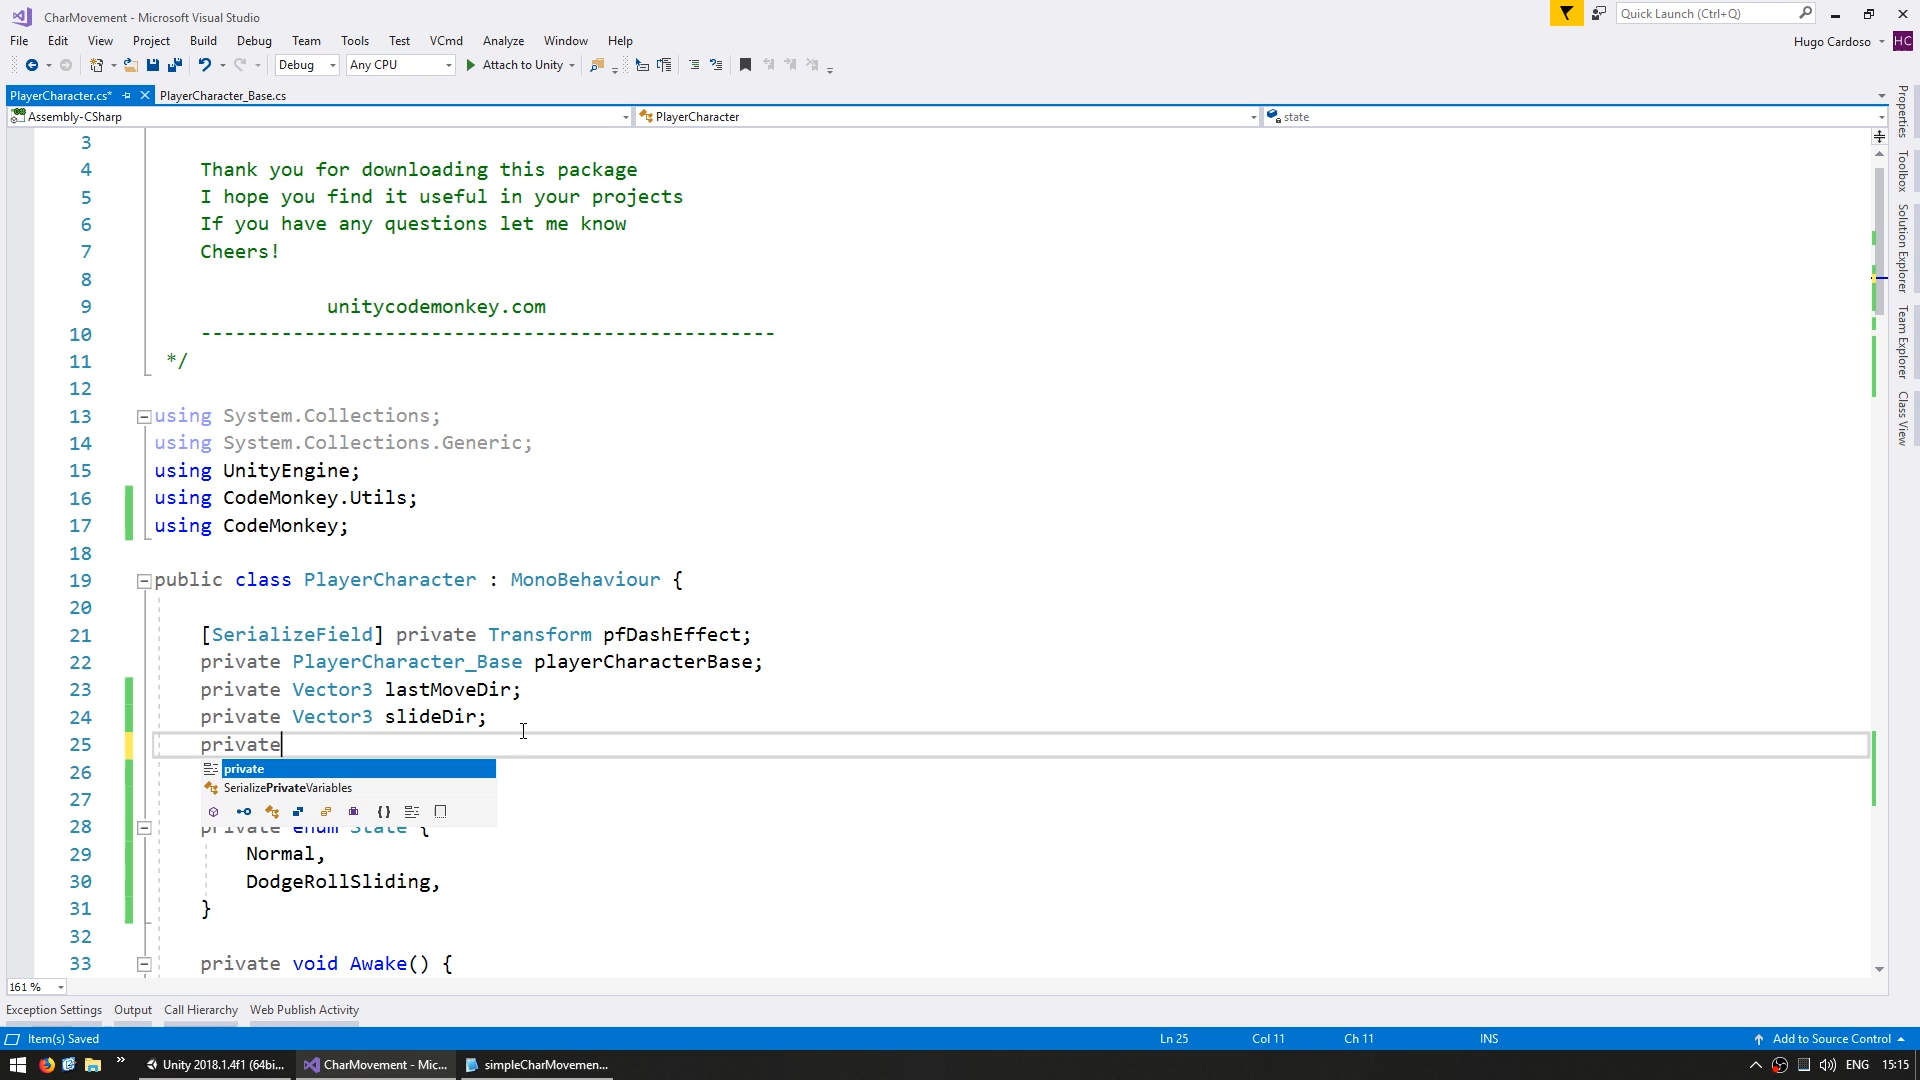 CharMovement - Microsoft Visual Studio
Quick Launch (Ctrl+Q)
File Edit View Project Build Debug Team Tools Test VCmd Analyze Window Help
Hugo Cardoso HC
Debug Any CPU Attach to Unity
PlayerCharacter.cs* PlayerCharacter_Base.cs
Assembly-CSharp PlayerCharacter state
Properties
Toolbox
Solution Explorer
Team Explorer
Class View
3
4 Thank you for downloading this package
5 I hope you find it useful in your projects
6 If you have any questions let me know
7 Cheers!
8
9 unitycodemonkey.com
10 --------------------------------------------------
11 */
12
13 using System.Collections;
14 using System.Collections.Generic;
15 using UnityEngine;
16 using CodeMonkey.Utils;
17 using CodeMonkey;
18
19 public class PlayerCharacter : MonoBehaviour {
20
21 [SerializeField] private Transform pfDashEffect;
22 private PlayerCharacter_Base playerCharacterBase;
23 private Vector3 lastMoveDir;
24 private Vector3 slideDir;
25 private
26 private
SerializePrivateVariables
27
28 private enum State {
29 Normal,
30 DodgeRollSliding,
31 }
32
33 private void Awake() {
161 %
Exception Settings Output Call Hierarchy Web Publish Activity
Item(s) Saved Ln 25 Col 11 Ch 11 INS Add to Source Control
Unity 2018.1.4f1 (64bi... CharMovement - Mic... simpleCharMovemen... ENG 15:15